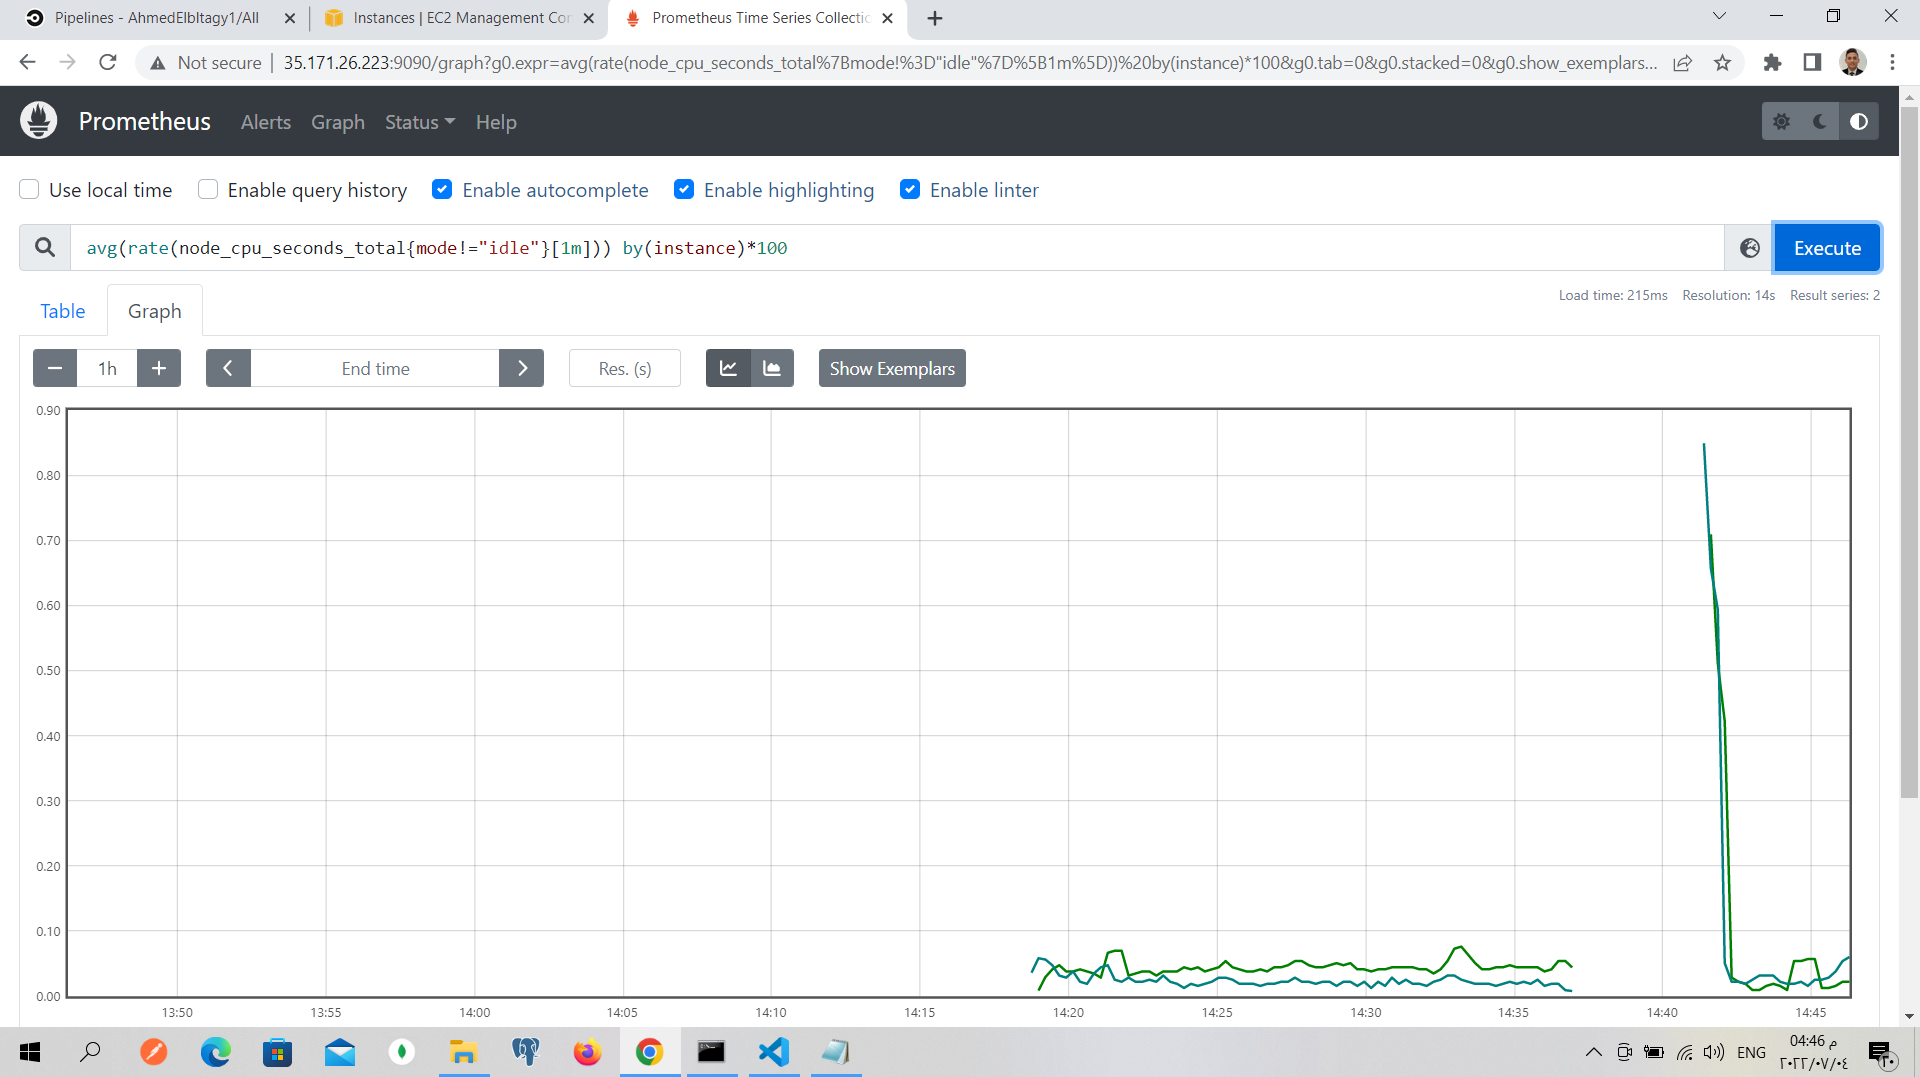 Pipelines - AhmedElbltagy1/All
Instances | EC2 Management Con
Prometheus Time Series Collectio
Not secure
35.171.26.223:9090/graph?g0.expr=avg(rate(node_cpu_seconds_total%7Bmode!%3D"idle"%7D%5B1m%5D))%20by(instance)*100&g0.tab=0&g0.stacked=0&g0.show_exemplars...
Prometheus Alerts Graph Status Help
Use local time Enable query history Enable autocomplete Enable highlighting Enable linter
avg(rate(node_cpu_seconds_total{mode!="idle"}[1m])) by(instance)*100
Execute
Load time: 215ms Resolution: 14s Result series: 2
Table Graph
1h End time Res. (s) Show Exemplars
0.90
0.80
0.70
0.60
0.50
0.40
0.30
0.20
0.10
0.00
13:50 13:55 14:00 14:05 14:10 14:15 14:20 14:25 14:30 14:35 14:40 14:45
ENG
04:46 م
٢٠٢٢/٠٧/٠٤
٢٠